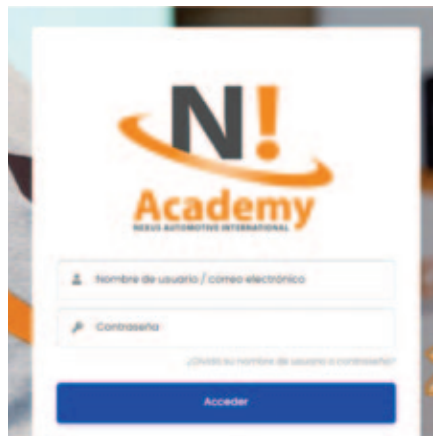 N!
Academy
NEXUS AUTOMOTIVE INTERNATIONAL
Nombre de usuario / correo electrónico
Contraseña
¿Olvidó su nombre de usuario o contraseña?
Acceder